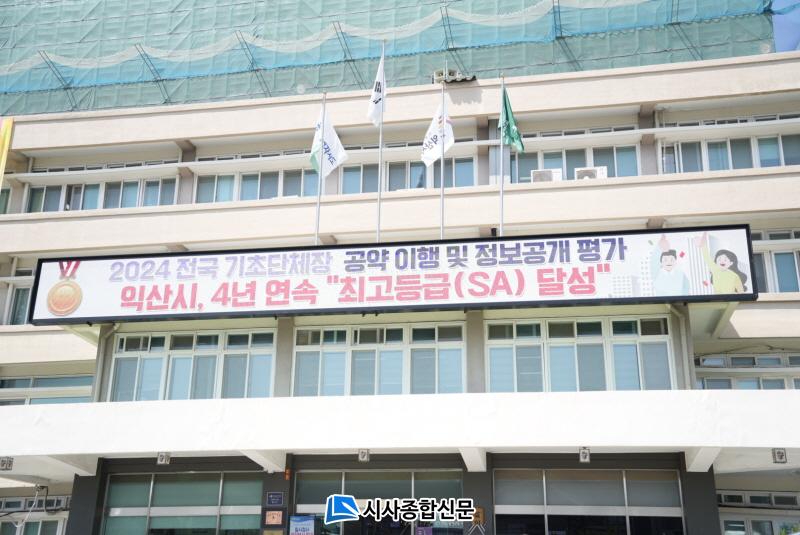 2024 전국 기초단체장 공약 이행 및 정보공개 평가
익산시, 4년 연속 "최고등급(SA) 달성"
시사종합신문